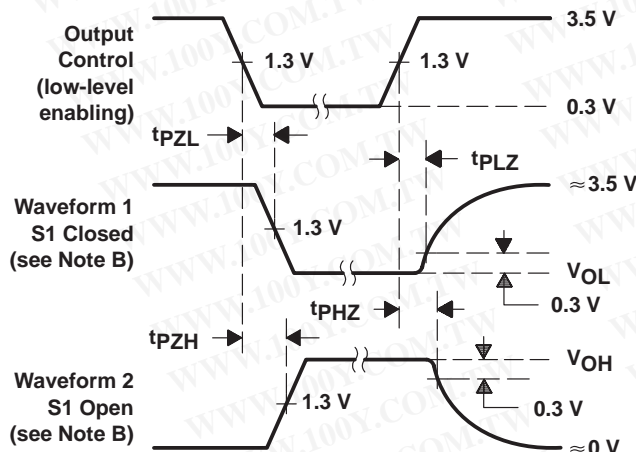 Output
Control
(low-level
enabling)
3.5 V
1.3 V
1.3 V
0.3 V
tPZL
tPLZ
Waveform 1
S1 Closed
(see Note B)
≈3.5 V
1.3 V
VOL
0.3 V
tPHZ
tPZH
Waveform 2
S1 Open
(see Note B)
VOH
1.3 V
0.3 V
≈0 V
WWW.100Y.COM.TW